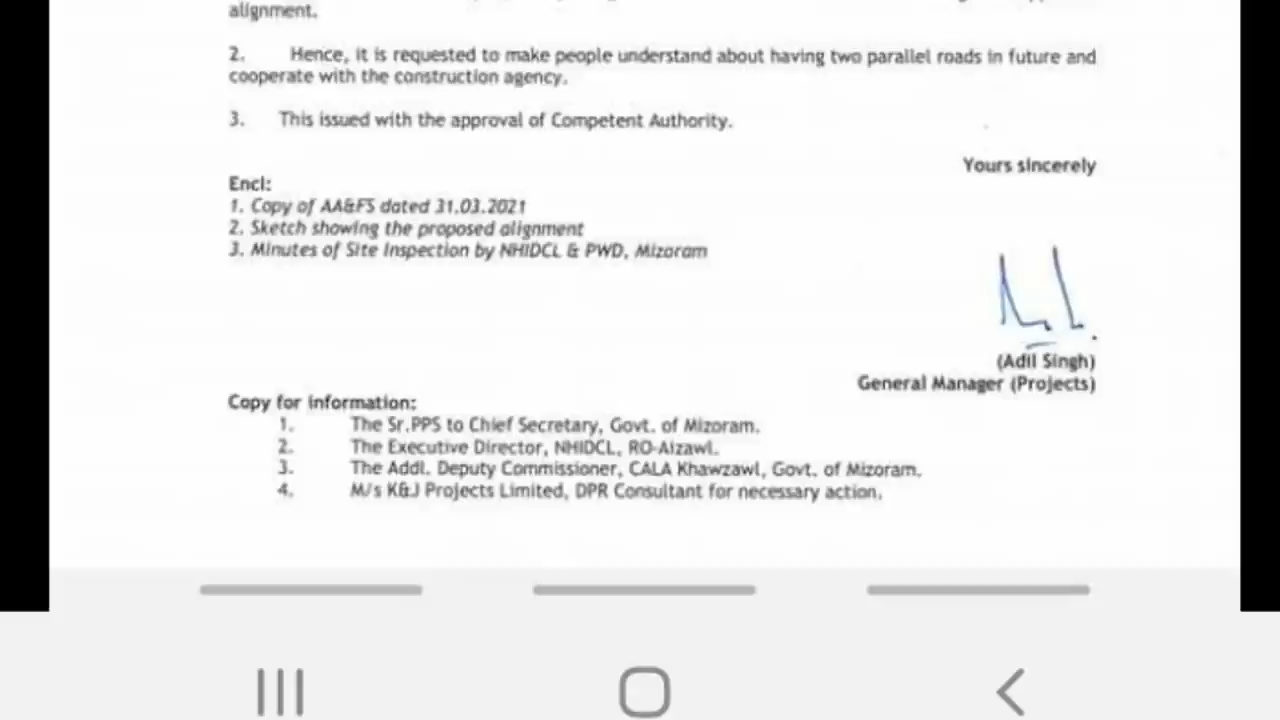 alignment.
2. Hence, it is requested to make people understand about having two parallel roads in future and
cooperate with the construction agency.
3. This issued with the approval of Competent Authority.
Yours sincerely
Encl:
1. Copy of AA&FS dated 31.03.2021
2. Sketch showing the proposed alignment
3. Minutes of Site Inspection by NHIDCL & PWD, Mizoram
(Adil Singh)
General Manager (Projects)
Copy for information:
1. The Sr.PPS to Chief Secretary, Govt. of Mizoram.
2. The Executive Director, NHIDCL, RO-Aizawl.
3. The Addl. Deputy Commissioner, CALA Khawzawl, Govt. of Mizoram.
4. M/s K&J Projects Limited, DPR Consultant for necessary action.